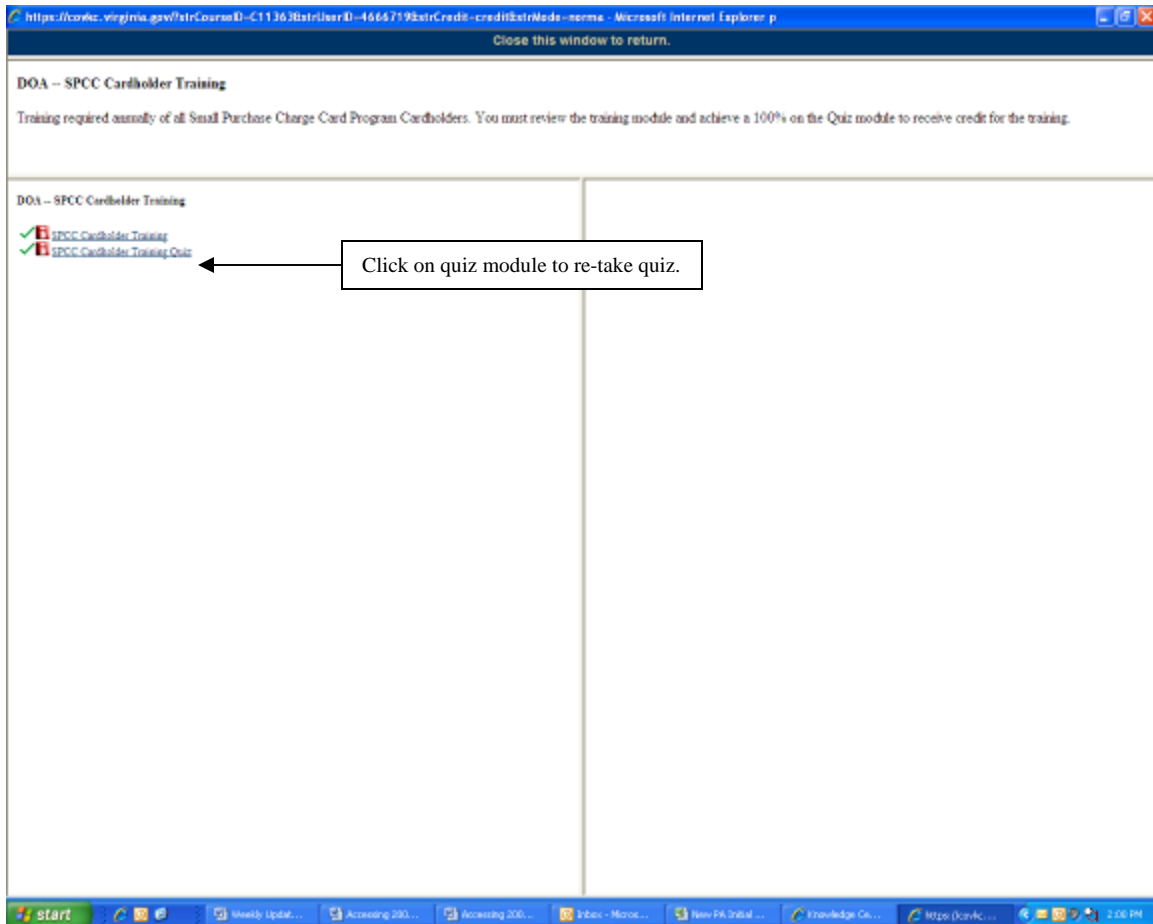 https://covkc.virginia.gov/?strCourseID=C11363&strUserID=4666719&strCredit=credit&strMode=norma - Microsoft Internet Explorer p
Close this window to return.
DOA -- SPCC Cardholder Training
Training required annually of all Small Purchase Charge Card Program Cardholders. You must review the training module and achieve a 100% on the Quiz module to receive credit for the training.
DOA -- SPCC Cardholder Training
SPCC Cardholder Training
SPCC Cardholder Training Quiz
Click on quiz module to re-take quiz.
start Weekly Updat... Accessing 200... Accessing 200... Inbox - Micros... New PA Initial ... Knowledge Ce... 2:00 PM